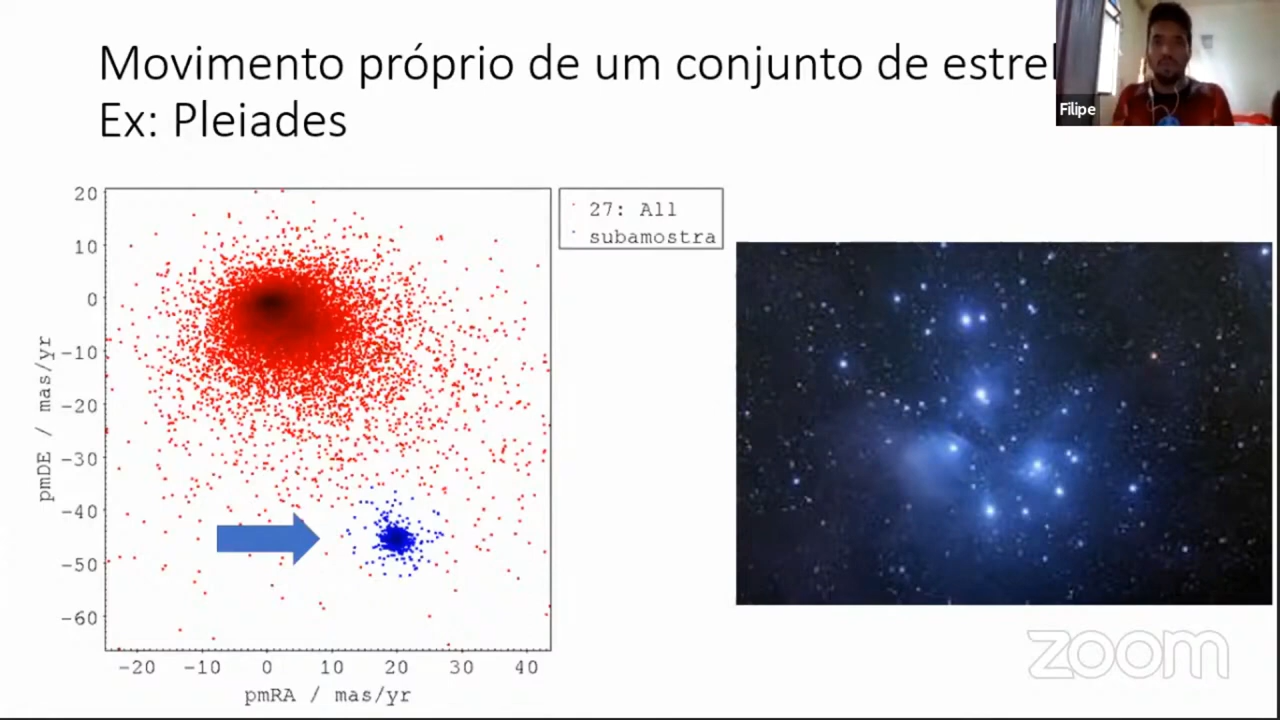 Movimento próprio de um conjunto de estrel
Ex: Pleiades
Filipe
27: All
subamostra
20
10
0
−10
−20
−30
−40
−50
−60
pmDE / mas/yr
−20 −10 0 10 20 30 40
pmRA / mas/yr
zoom